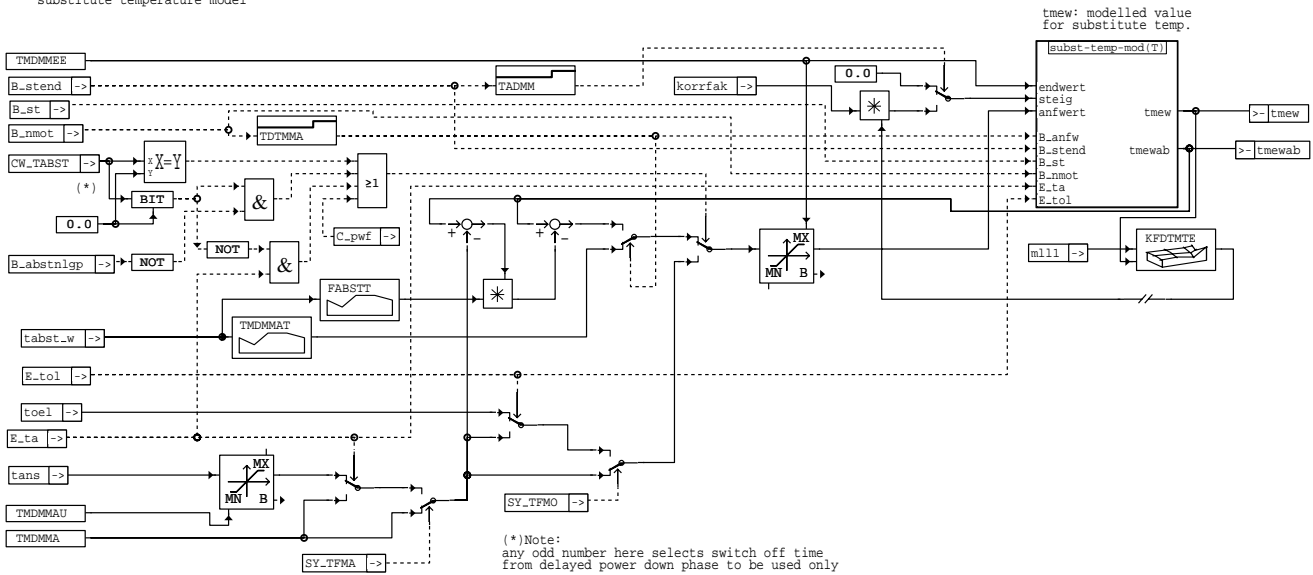 substitute temperature model
tmew: modelled value
for substitute temp.
subst-temp-mod(T)
TMDMMEE
B_stend ->
B_st ->
B_nmot ->
CW_TABST ->
(*)
0.0
B_abstnlgp ->
TADMM
TDTMMA
X
Y
X=Y
BIT
NOT
NOT
&
&
≥1
C_pwf ->
korrfak ->
0.0
endwert
steig
anfwert
B_anfw
B_stend
B_st
B_nmot
E_ta
E_tol
tmew
tmewab
>- tmew
>- tmewab
+
-
+
-
MX
MN
B
mlll ->
KFDTMTE
FABSTT
TMDMMAT
tabst_w ->
E_tol ->
toel ->
E_ta ->
tans ->
MX
MN
B
TMDMMAU
TMDMMA
SY_TFMA ->
SY_TFMO ->
(*)Note:
any odd number here selects switch off time
from delayed power down phase to be used only